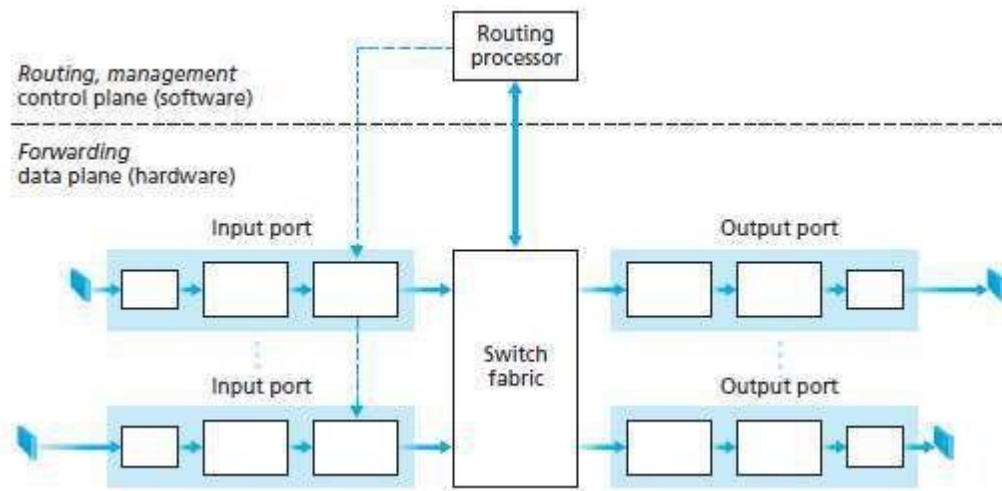 Routing
processor
Routing, management
control plane (software)
Forwarding
data plane (hardware)
Input port
Output port
Switch
fabric
Input port
Output port